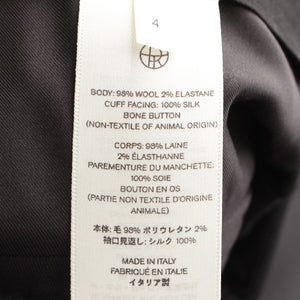 4
BODY: 98% WOOL 2% ELASTANE
CUFF FACING: 100% SILK
BONE BUTTON
(NON-TEXTILE OF ANIMAL ORIGIN)
CORPS: 98% LAINE
2% ÉLASTHANNE
PAREMENTURE DU MANCHETTE:
100% SOIE
BOUTON EN OS
(PARTIE NON TEXTILE D'ORIGINE
ANIMALE)
本体: 毛 98% ポリウレタン 2%
袖口見返し: シルク 100%
MADE IN ITALY
FABRIQUÉ EN ITALIE
イタリア製